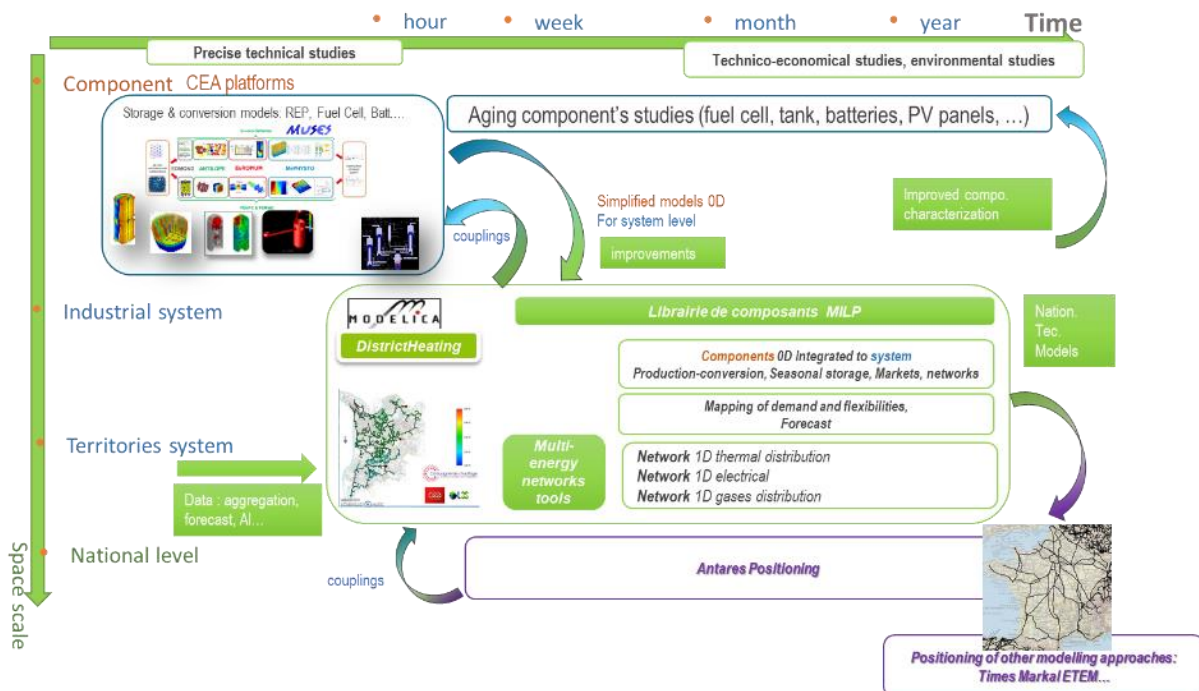 hour
week
month
year
Time
Precise technical studies
Technico-economical studies, environmental studies
Component
CEA platforms
Storage & conversion models: REP, Fuel Cell, Batt....
MUSES
ANTILOPE
EUROPIUM
MEPHYSTO
Aging component's studies (fuel cell, tank, batteries, PV panels, ...)
Simplified models 0D
For system level
improvements
couplings
Improved compo.
characterization
Industrial system
MODELICA
DistrictHeating
Librairie de composants MILP
Components 0D Integrated to system
Production-conversion, Seasonal storage, Markets, networks
Nation.
Tec.
Models
Mapping of demand and flexibilities,
Forecast
Territories system
Multi-
energy
networks
tools
Network 1D thermal distribution
Network 1D electrical
Network 1D gases distribution
Data : aggregation,
forecast, AI...
National level
couplings
Antares Positioning
Space scale
Positioning of other modelling approaches:
Times Markal ETEM...